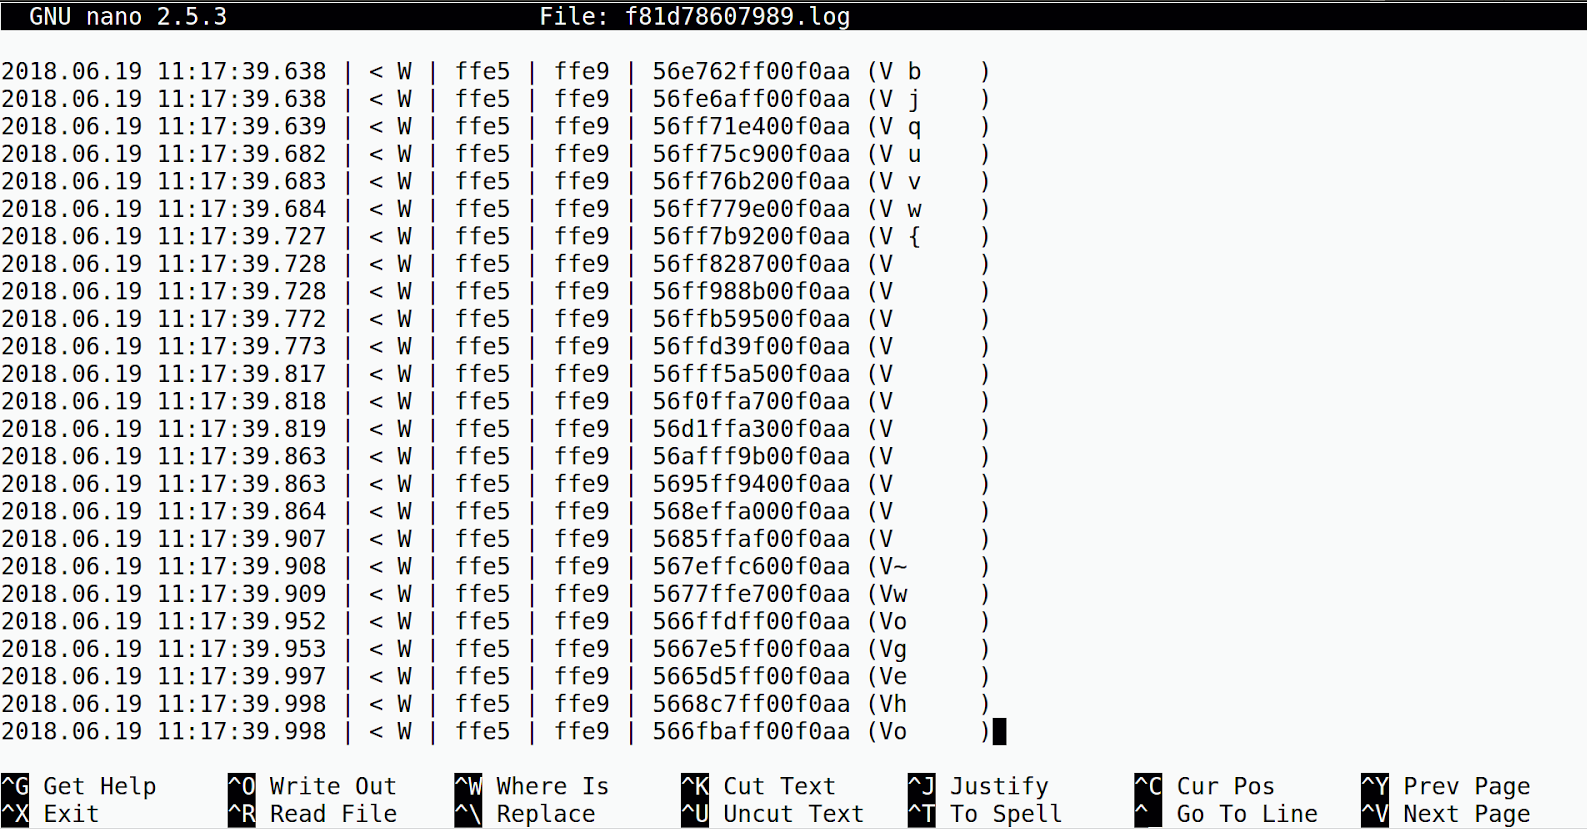 GNU nano 2.5.3 File: f81d78607989.log
2018.06.19 11:17:39.638 | < W | ffe5 | ffe9 | 56e762ff00f0aa (V b    )
2018.06.19 11:17:39.638 | < W | ffe5 | ffe9 | 56fe6aff00f0aa (V j    )
2018.06.19 11:17:39.639 | < W | ffe5 | ffe9 | 56ff71e400f0aa (V q    )
2018.06.19 11:17:39.682 | < W | ffe5 | ffe9 | 56ff75c900f0aa (V u    )
2018.06.19 11:17:39.683 | < W | ffe5 | ffe9 | 56ff76b200f0aa (V v    )
2018.06.19 11:17:39.684 | < W | ffe5 | ffe9 | 56ff779e00f0aa (V w    )
2018.06.19 11:17:39.727 | < W | ffe5 | ffe9 | 56ff7b9200f0aa (V {    )
2018.06.19 11:17:39.728 | < W | ffe5 | ffe9 | 56ff828700f0aa (V      )
2018.06.19 11:17:39.728 | < W | ffe5 | ffe9 | 56ff988b00f0aa (V      )
2018.06.19 11:17:39.772 | < W | ffe5 | ffe9 | 56ffb59500f0aa (V      )
2018.06.19 11:17:39.773 | < W | ffe5 | ffe9 | 56ffd39f00f0aa (V      )
2018.06.19 11:17:39.817 | < W | ffe5 | ffe9 | 56fff5a500f0aa (V      )
2018.06.19 11:17:39.818 | < W | ffe5 | ffe9 | 56f0ffa700f0aa (V      )
2018.06.19 11:17:39.819 | < W | ffe5 | ffe9 | 56d1ffa300f0aa (V      )
2018.06.19 11:17:39.863 | < W | ffe5 | ffe9 | 56afff9b00f0aa (V      )
2018.06.19 11:17:39.863 | < W | ffe5 | ffe9 | 5695ff9400f0aa (V      )
2018.06.19 11:17:39.864 | < W | ffe5 | ffe9 | 568effa000f0aa (V      )
2018.06.19 11:17:39.907 | < W | ffe5 | ffe9 | 5685ffaf00f0aa (V      )
2018.06.19 11:17:39.908 | < W | ffe5 | ffe9 | 567effc600f0aa (V~     )
2018.06.19 11:17:39.909 | < W | ffe5 | ffe9 | 5677ffe700f0aa (Vw     )
2018.06.19 11:17:39.952 | < W | ffe5 | ffe9 | 566ffdff00f0aa (Vo     )
2018.06.19 11:17:39.953 | < W | ffe5 | ffe9 | 5667e5ff00f0aa (Vg     )
2018.06.19 11:17:39.997 | < W | ffe5 | ffe9 | 5665d5ff00f0aa (Ve     )
2018.06.19 11:17:39.998 | < W | ffe5 | ffe9 | 5668c7ff00f0aa (Vh     )
2018.06.19 11:17:39.998 | < W | ffe5 | ffe9 | 566fbaff00f0aa (Vo     )
^G Get Help ^O Write Out ^W Where Is ^K Cut Text ^J Justify ^C Cur Pos ^Y Prev Page
^X Exit ^R Read File ^\ Replace ^U Uncut Text ^T To Spell ^_ Go To Line ^V Next Page